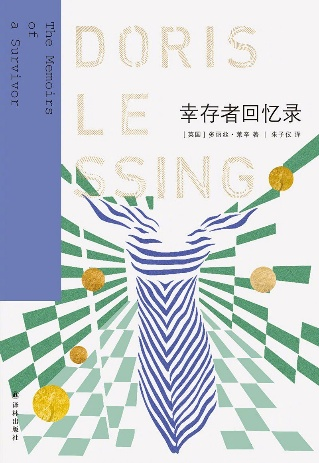 The Memoirs
of
a Survivor
DORIS
LE
SSING
幸存者回忆录
［英国］多丽丝·莱辛 著 ｜ 朱子仪 译
译林出版社